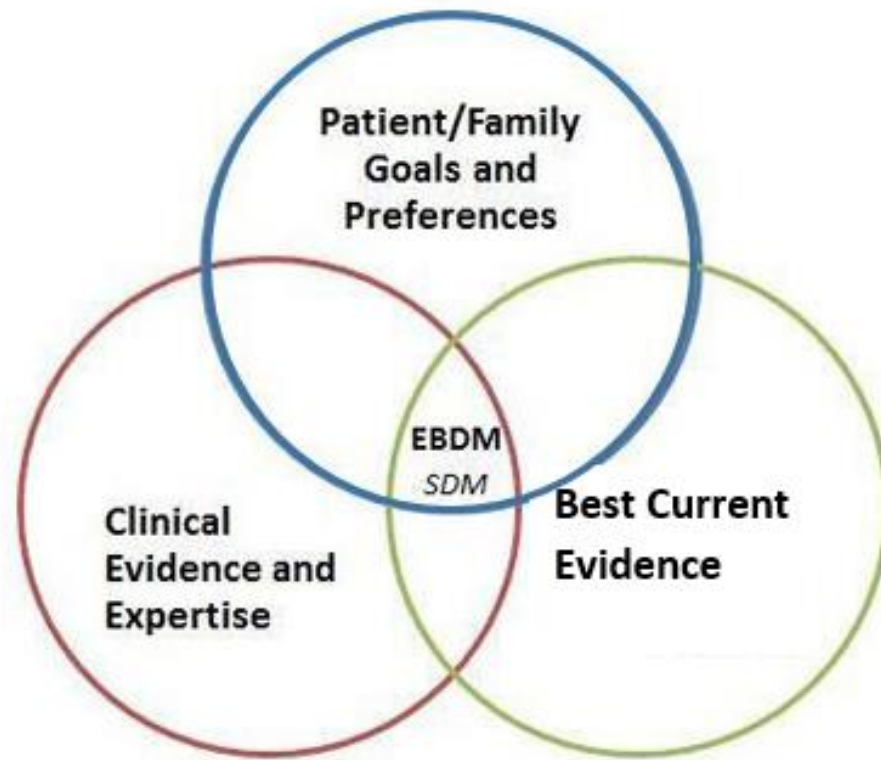 Patient/Family
Goals and
Preferences
EBDM
SDM
Clinical
Evidence and
Expertise
Best Current
Evidence